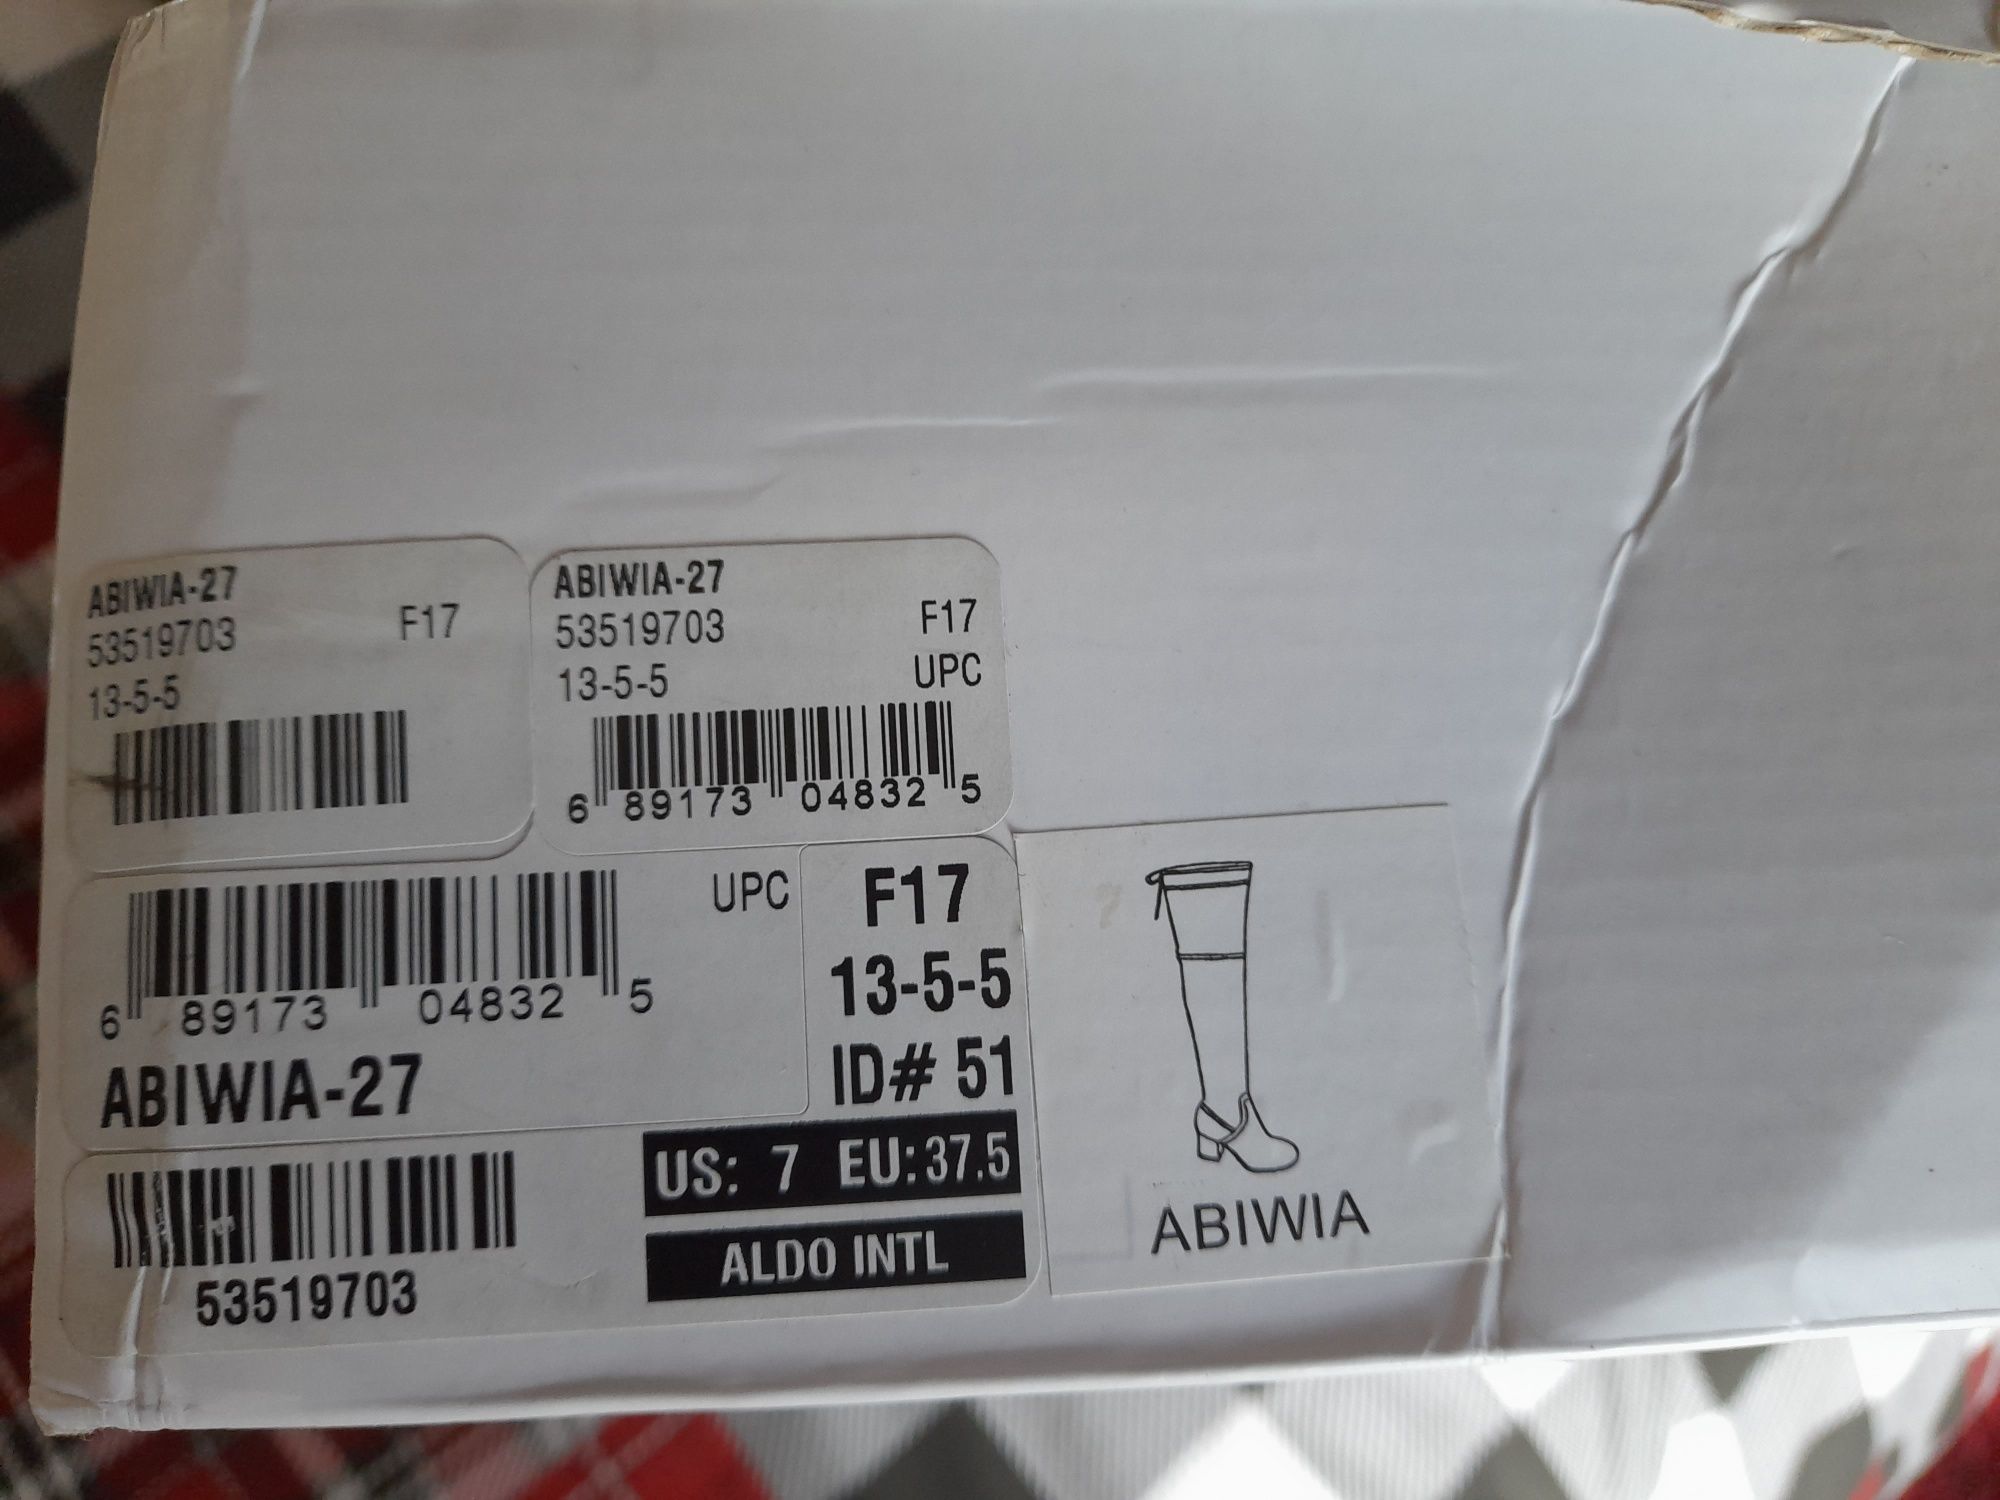 ABIWIA-27
53519703
F17
13-5-5
ABIWIA-27
53519703
F17
13-5-5
UPC
6 89173 04832 5
UPC
6 89173 04832 5
ABIWIA-27
F17
13-5-5
ID# 51
US: 7 EU:37.5
ALDO INTL
53519703
ABIWIA